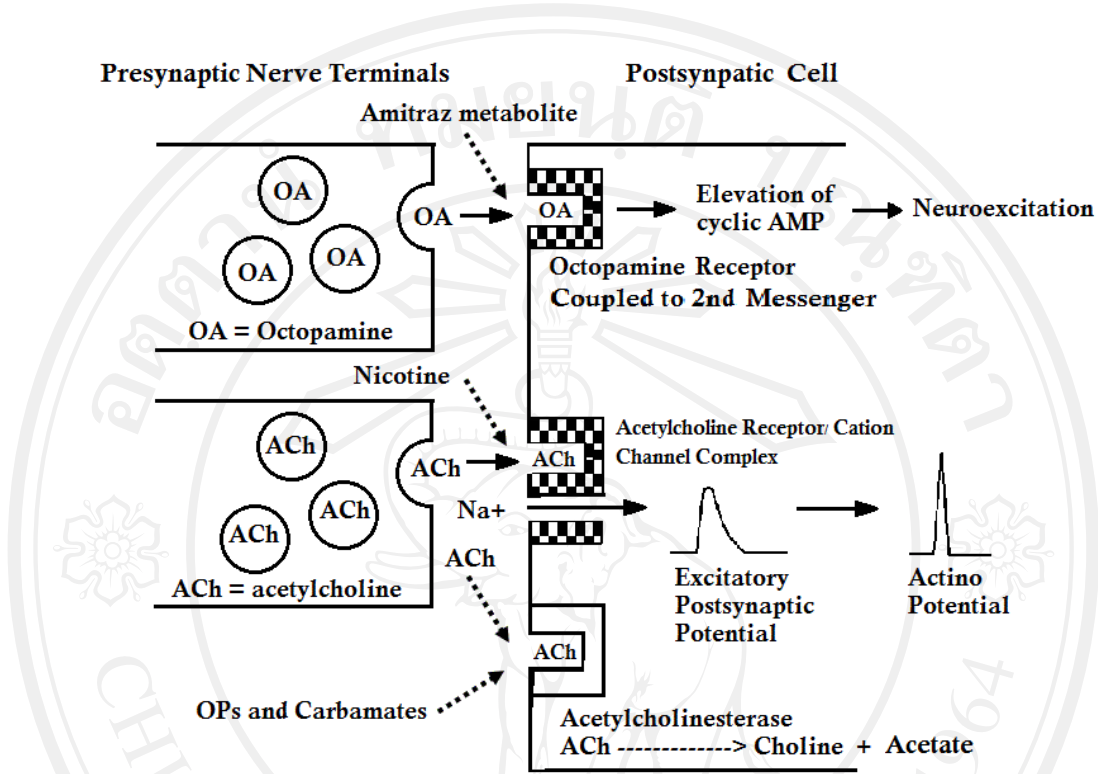 Presynaptic Nerve Terminals
Postsynpatic Cell
Amitraz metabolite
OA
OA
OA
OA
OA
OA = Octopamine
Elevation of
cyclic AMP
Neuroexcitation
Octopamine Receptor
Coupled to 2nd Messenger
Nicotine
ACh
ACh
ACh
ACh
ACh
ACh = acetylcholine
Acetylcholine Receptor/ Cation
Channel Complex
Na+
ACh
Excitatory
Postsynaptic
Potential
Actino
Potential
ACh
OPs and Carbamates
Acetylcholinesterase
ACh -------------> Choline + Acetate